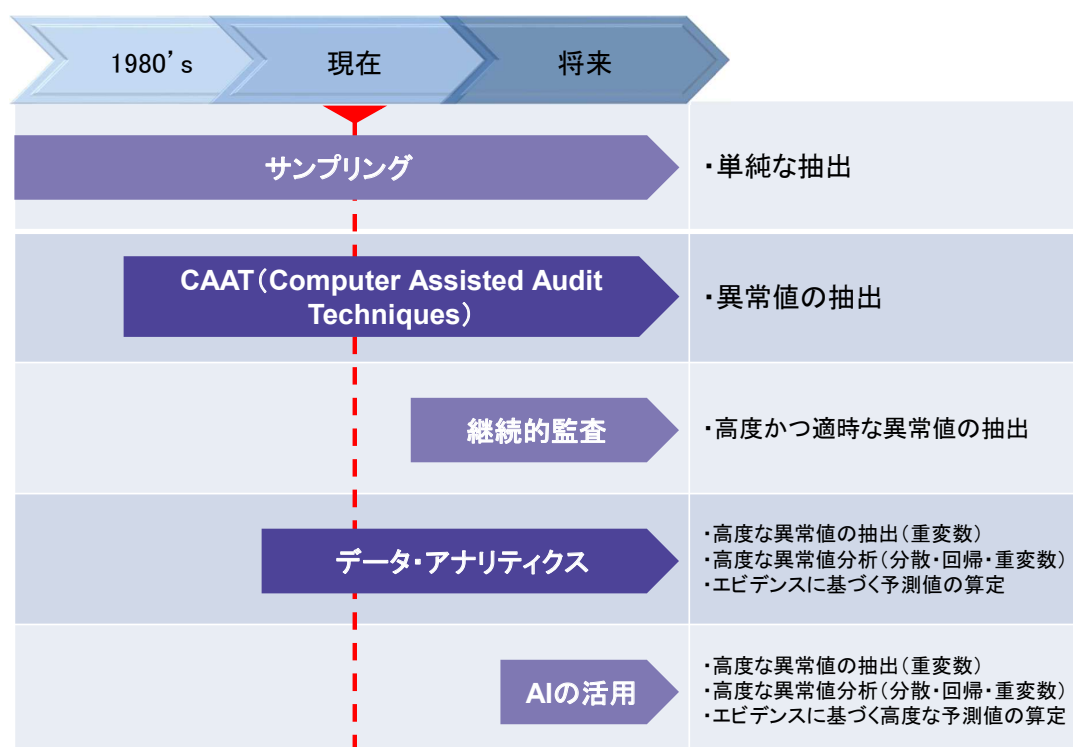 1980’s
現在
将来
サンプリング
・単純な抽出
CAAT（Computer Assisted Audit
Techniques）
・異常値の抽出
継続的監査
・高度かつ適時な異常値の抽出
データ・アナリティクス
・高度な異常値の抽出（重変数）
・高度な異常値分析（分散・回帰・重変数）
・エビデンスに基づく予測値の算定
AIの活用
・高度な異常値の抽出（重変数）
・高度な異常値分析（分散・回帰・重変数）
・エビデンスに基づく高度な予測値の算定